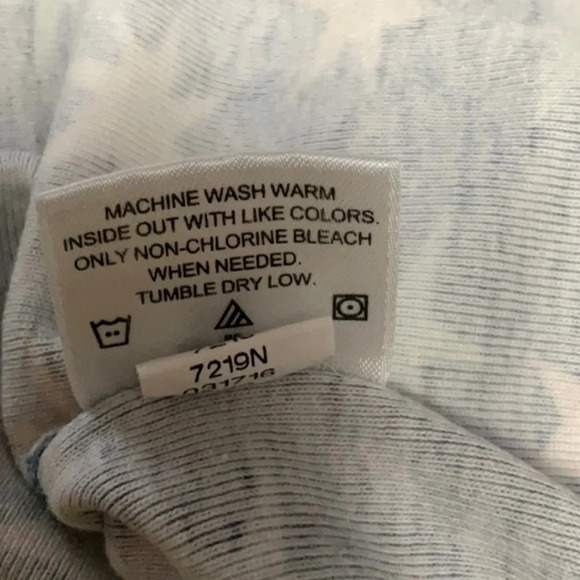 MACHINE WASH WARM
INSIDE OUT WITH LIKE COLORS.
ONLY NON-CHLORINE BLEACH
WHEN NEEDED.
TUMBLE DRY LOW.
7219N